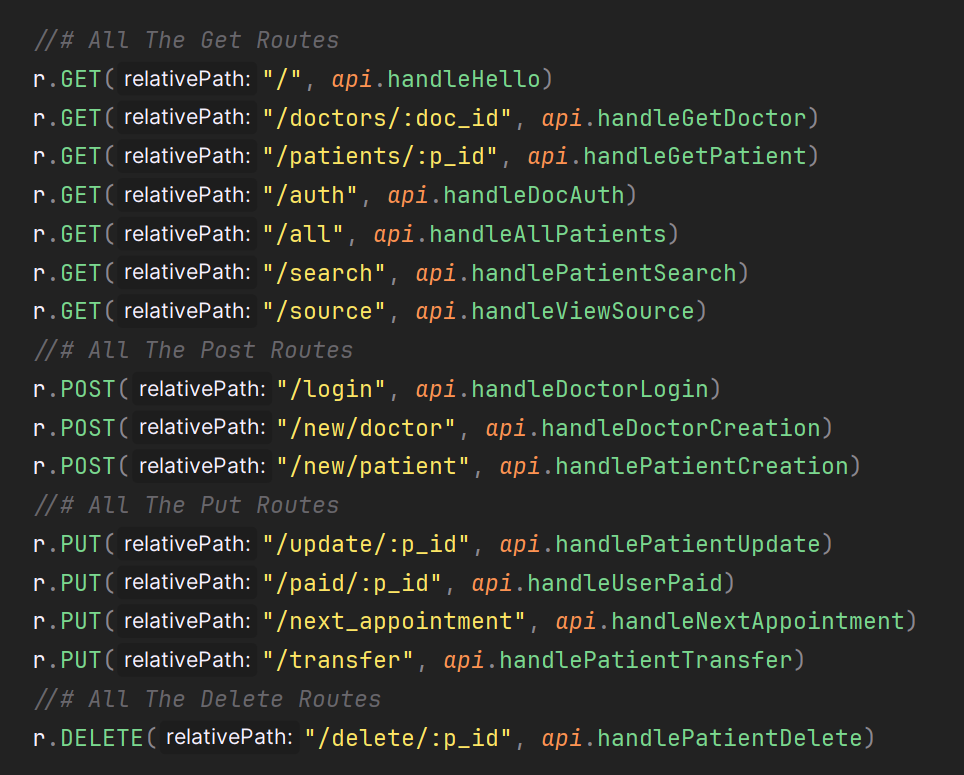 //# All The Get Routes
r.GET( relativePath: "/", api.handleHello)
r.GET( relativePath: "/doctors/:doc_id", api.handleGetDoctor)
r.GET( relativePath: "/patients/:p_id", api.handleGetPatient)
r.GET( relativePath: "/auth", api.handleDocAuth)
r.GET( relativePath: "/all", api.handleAllPatients)
r.GET( relativePath: "/search", api.handlePatientSearch)
r.GET( relativePath: "/source", api.handleViewSource)
//# All The Post Routes
r.POST( relativePath: "/login", api.handleDoctorLogin)
r.POST( relativePath: "/new/doctor", api.handleDoctorCreation)
r.POST( relativePath: "/new/patient", api.handlePatientCreation)
//# All The Put Routes
r.PUT( relativePath: "/update/:p_id", api.handlePatientUpdate)
r.PUT( relativePath: "/paid/:p_id", api.handleUserPaid)
r.PUT( relativePath: "/next_appointment", api.handleNextAppointment)
r.PUT( relativePath: "/transfer", api.handlePatientTransfer)
//# All The Delete Routes
r.DELETE( relativePath: "/delete/:p_id", api.handlePatientDelete)